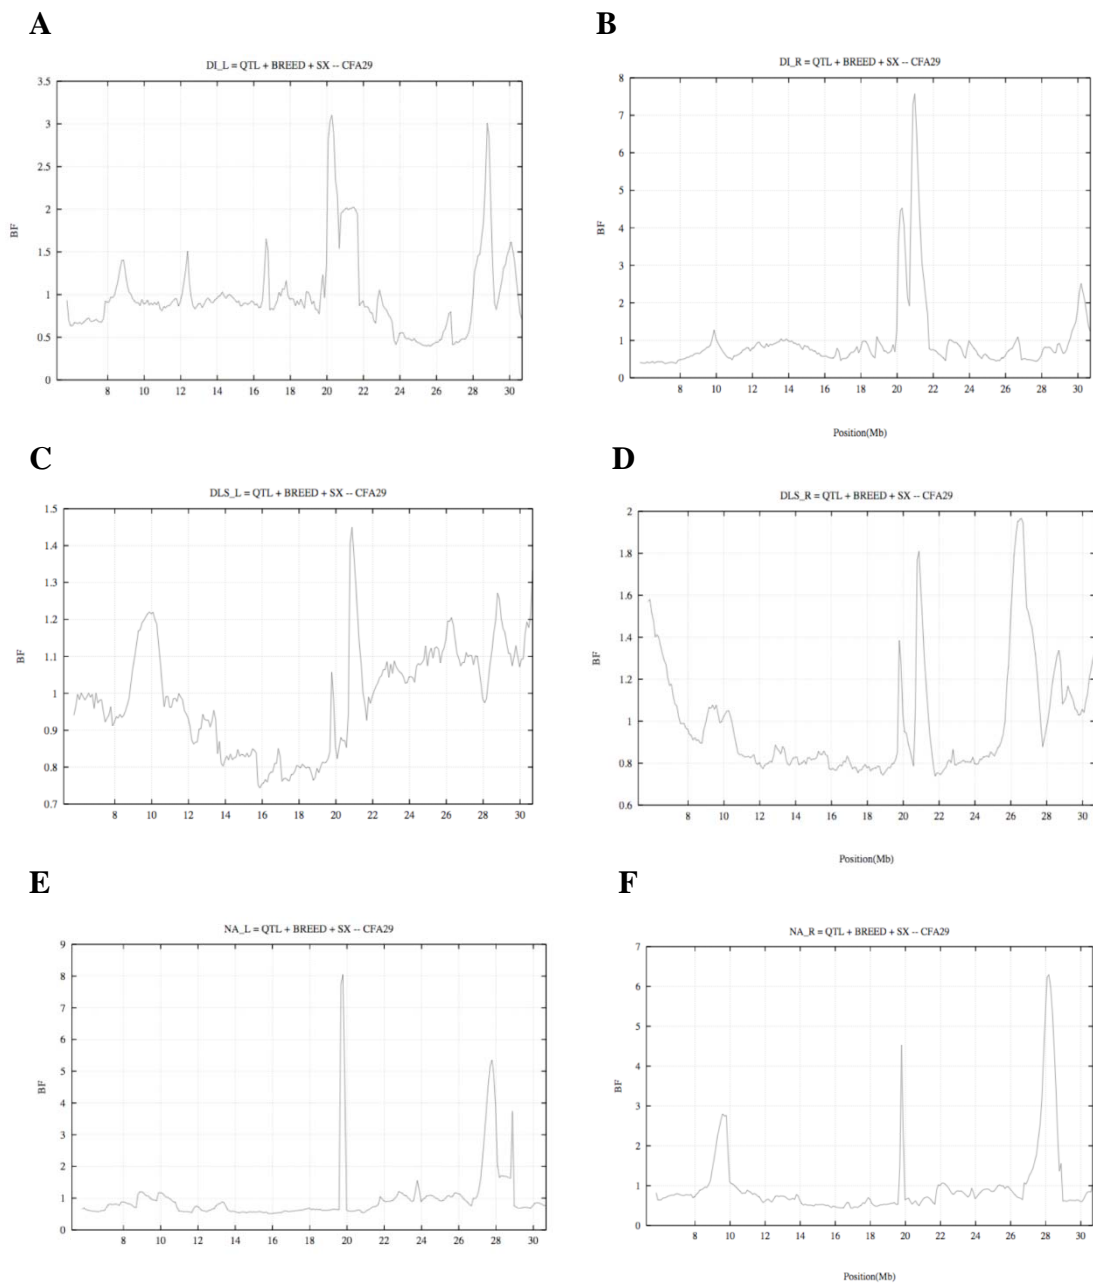 A
B
DI_L = QTL + BREED + SX -- CFA29
DI_R = QTL + BREED + SX -- CFA29
3.5
3
2.5
2
1.5
1
0.5
0
BF
8 10 12 14 16 18 20 22 24 26 28 30
8
7
6
5
4
3
2
1
0
BF
8 10 12 14 16 18 20 22 24 26 28 30
Position(Mb)
C
D
DLS_L = QTL + BREED + SX -- CFA29
DLS_R = QTL + BREED + SX -- CFA29
1.5
1.4
1.3
1.2
1.1
1
0.9
0.8
0.7
BF
8 10 12 14 16 18 20 22 24 26 28 30
2
1.8
1.6
1.4
1.2
1
0.8
0.6
BF
8 10 12 14 16 18 20 22 24 26 28 30
Position(Mb)
E
F
NA_L = QTL + BREED + SX -- CFA29
NA_R = QTL + BREED + SX -- CFA29
9
8
7
6
5
4
3
2
1
0
BF
8 10 12 14 16 18 20 22 24 26 28 30
7
6
5
4
3
2
1
0
BF
8 10 12 14 16 18 20 22 24 26 28 30
Position(Mb)